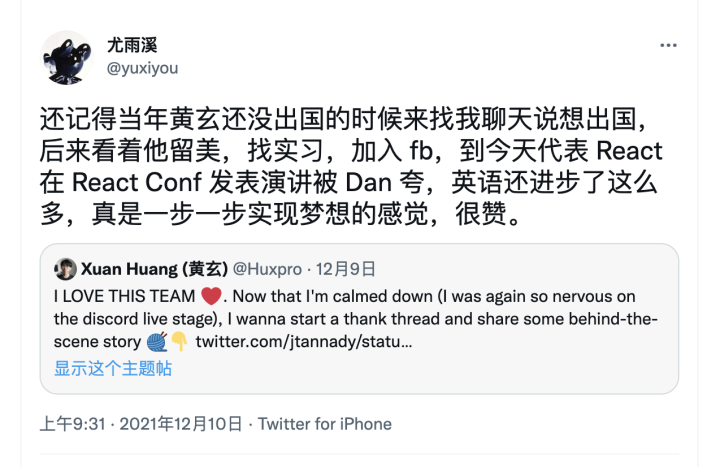 尤雨溪
@yuxiyou
还记得当年黄玄还没出国的时候来找我聊天说想出国，
后来看着他留美，找实习，加入 fb，到今天代表 React
在 React Conf 发表演讲被 Dan 夸，英语还进步了这么
多，真是一步一步实现梦想的感觉，很赞。
Xuan Huang (黄玄) @Huxpro · 12月9日
I LOVE THIS TEAM ❤️. Now that I'm calmed down (I was again so nervous on
the discord live stage), I wanna start a thank thread and share some behind-the-
scene story 🧶👇 twitter.com/jtannady/statu...
显示这个主题帖
上午9:31 · 2021年12月10日 · Twitter for iPhone